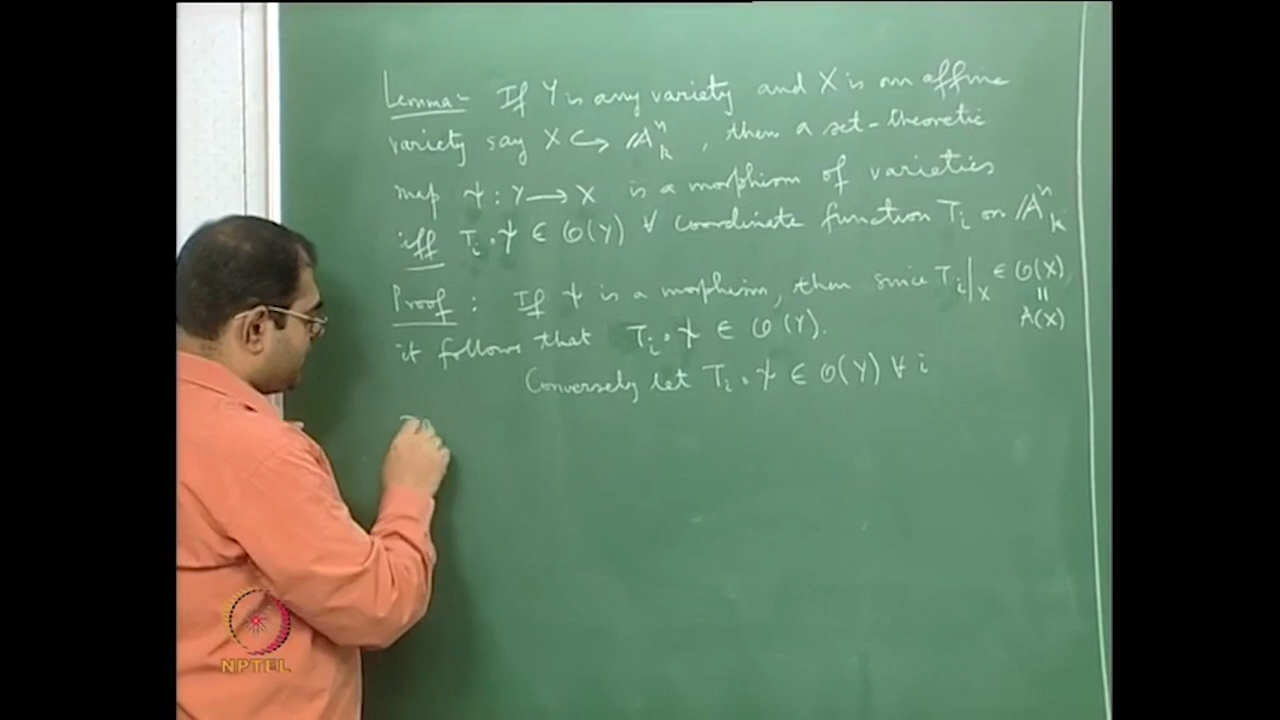 Lemma:- If Y is any variety and X is an affine
variety say X ↪ 𝔸ⁿₖ, then a set-theoretic
map ψ : Y ⟶ X is a morphism of varieties
iff Tᵢ∘ψ ∈ O(Y) ∀ coordinate function Tᵢ on 𝔸ⁿₖ
Proof: If ψ is a morphism, then since Tᵢ|_X ∈ O(X)
||
A(X)
it follows that Tᵢ∘ψ ∈ O(Y).
Conversely let Tᵢ∘ψ ∈ O(Y) ∀ i
NPTEL